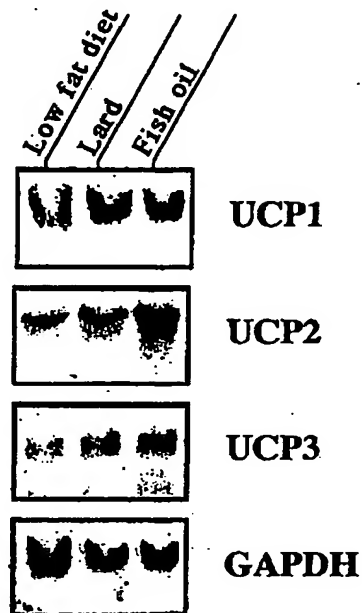 Low fat diet
Lard
Fish oil
UCP1
UCP2
UCP3
GAPDH